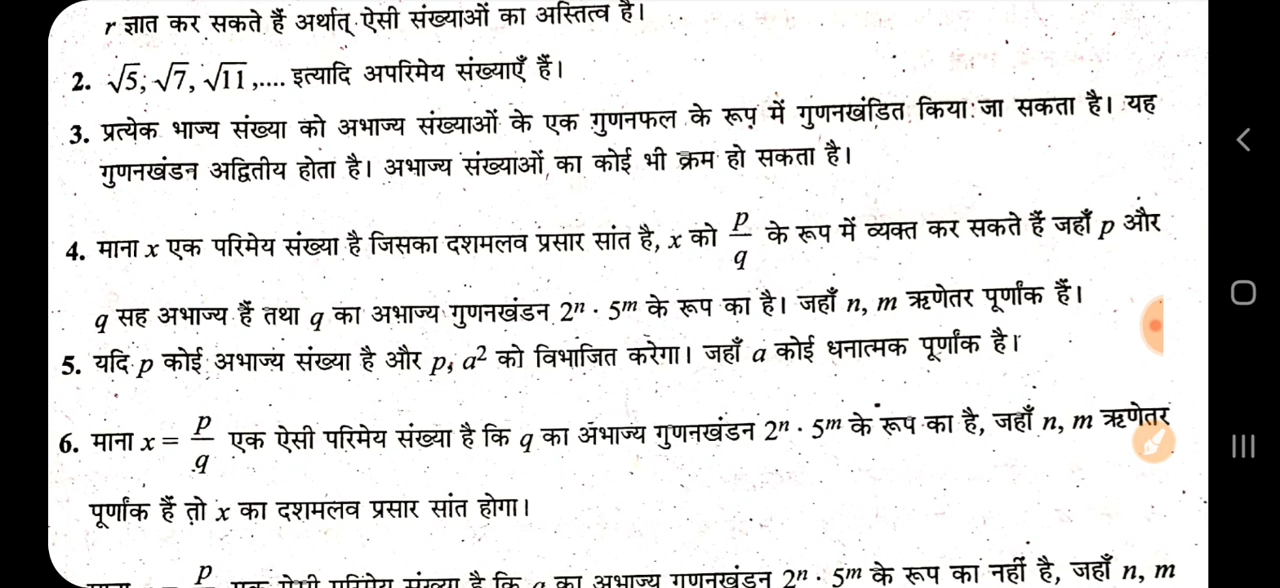 r ज्ञात कर सकते हैं अर्थात् ऐसी संख्याओं का अस्तित्व है।
2. √5, √7, √11,.... इत्यादि अपरिमेय संख्याएँ हैं।
3. प्रत्येक भाज्य संख्या को अभाज्य संख्याओं के एक गुणनफल के रूप में गुणनखंडित किया जा सकता है। यह
गुणनखंडन अद्वितीय होता है। अभाज्य संख्याओं का कोई भी क्रम हो सकता है।
4. माना x एक परिमेय संख्या है जिसका दशमलव प्रसार सांत है, x को p/q के रूप में व्यक्त कर सकते हैं जहाँ p और
q सह अभाज्य हैं तथा q का अभाज्य गुणनखंडन 2ⁿ · 5ᵐ के रूप का है। जहाँ n, m ऋणेतर पूर्णांक हैं।
5. यदि p कोई अभाज्य संख्या है और p, a² को विभाजित करेगा। जहाँ a कोई धनात्मक पूर्णांक है।
6. माना x = p/q एक ऐसी परिमेय संख्या है कि q का अभाज्य गुणनखंडन 2ⁿ · 5ᵐ के रूप का है, जहाँ n, m ऋणेतर
पूर्णांक हैं तो x का दशमलव प्रसार सांत होगा।
p एक ऐसी परिमेय संख्या है कि q का अभाज्य गुणनखंडन 2ⁿ · 5ᵐ के रूप का नहीं है, जहाँ n, m